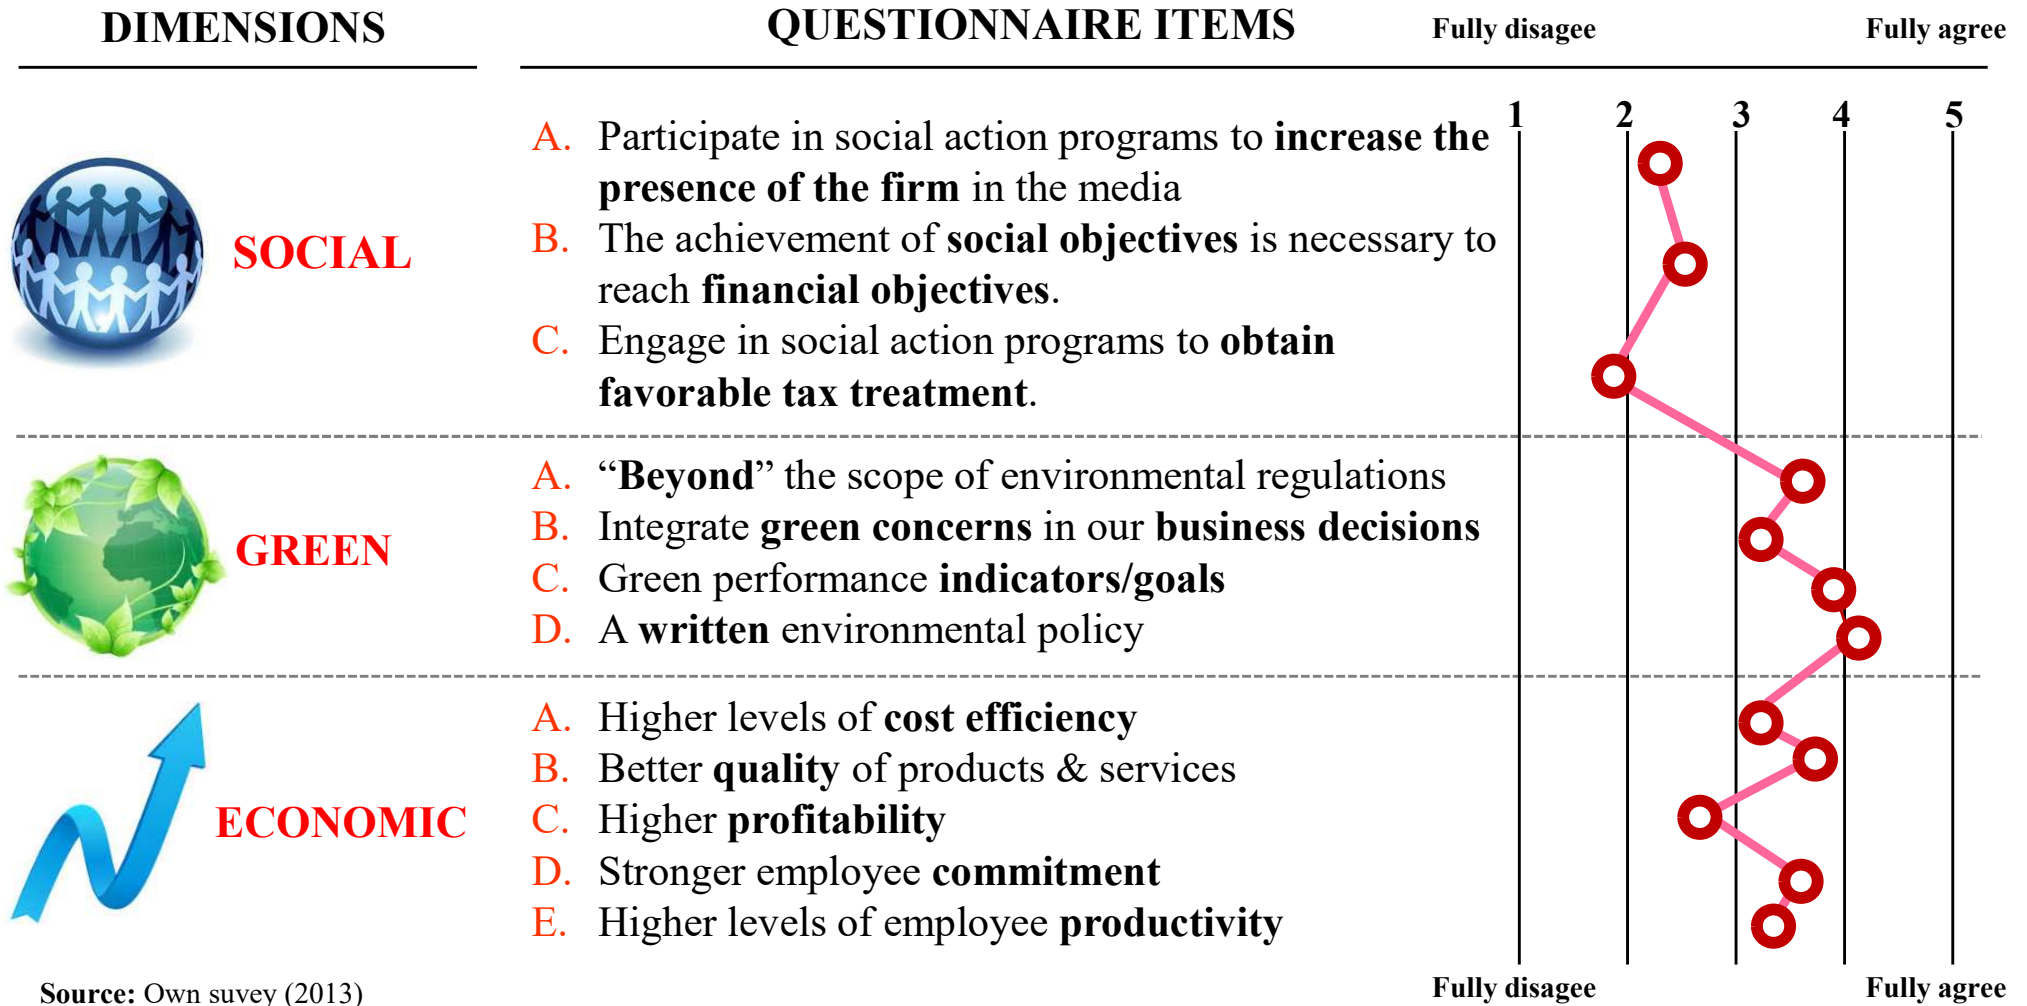 DIMENSIONS
QUESTIONNAIRE ITEMS
Fully disagee
Fully agree
1 2 3 4 5
SOCIAL
A. Participate in social action programs to increase the
presence of the firm in the media
B. The achievement of social objectives is necessary to
reach financial objectives.
C. Engage in social action programs to obtain
favorable tax treatment.
GREEN
A. “Beyond” the scope of environmental regulations
B. Integrate green concerns in our business decisions
C. Green performance indicators/goals
D. A written environmental policy
ECONOMIC
A. Higher levels of cost efficiency
B. Better quality of products & services
C. Higher profitability
D. Stronger employee commitment
E. Higher levels of employee productivity
Fully disagee
Fully agree
Source: Own suvey (2013)